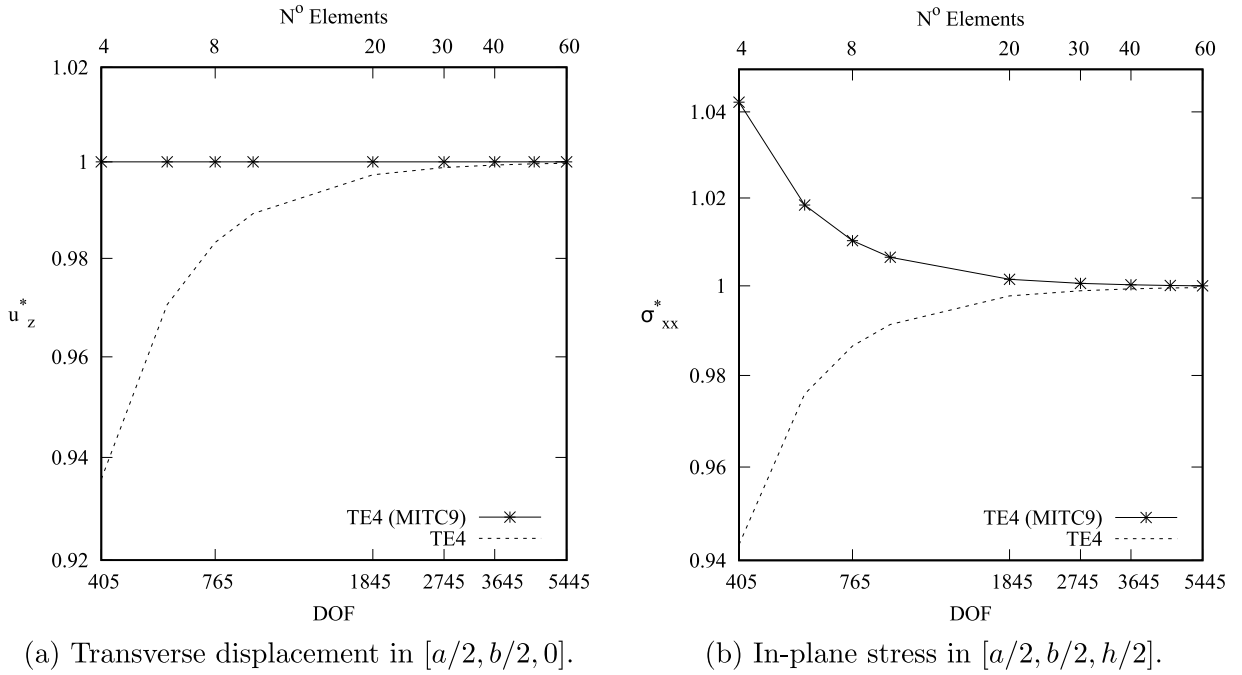 Nº Elements
4 8 20 30 40 60
1.02
1
0.98
0.96
0.94
0.92
u*z
TE4 (MITC9)
TE4
405 765 1845 2745 3645 5445
DOF
(a) Transverse displacement in [a/2, b/2, 0].
Nº Elements
4 8 20 30 40 60
1.04
1.02
1
0.98
0.96
0.94
σ*xx
TE4 (MITC9)
TE4
405 765 1845 2745 3645 5445
DOF
(b) In-plane stress in [a/2, b/2, h/2].